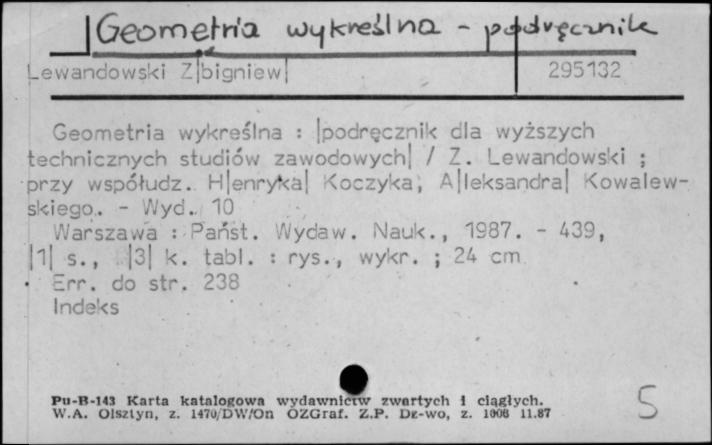 Geometria wykreślna - podręcznik
Lewandowski Z|bigniew| 295132
Geometria wykreślna : |podręcznik dla wyższych
technicznych studiów zawodowych| / Z. Lewandowski ;
przy współudz. H|enryka| Koczyka, A|leksandra| Kowalew-
skiego. - Wyd. 10
Warszawa : Państ. Wydaw. Nauk., 1987. - 439,
|1| s., |3| k. tabl. : rys., wykr. ; 24 cm
Err. do str. 238
Indeks
Pu-B-143 Karta katalogowa wydawnictw zwartych i ciągłych.
W.A. Olsztyn, z. 1470/DW/On OZGraf. Z.P. Dz-wo, z. 1908 11.87
5